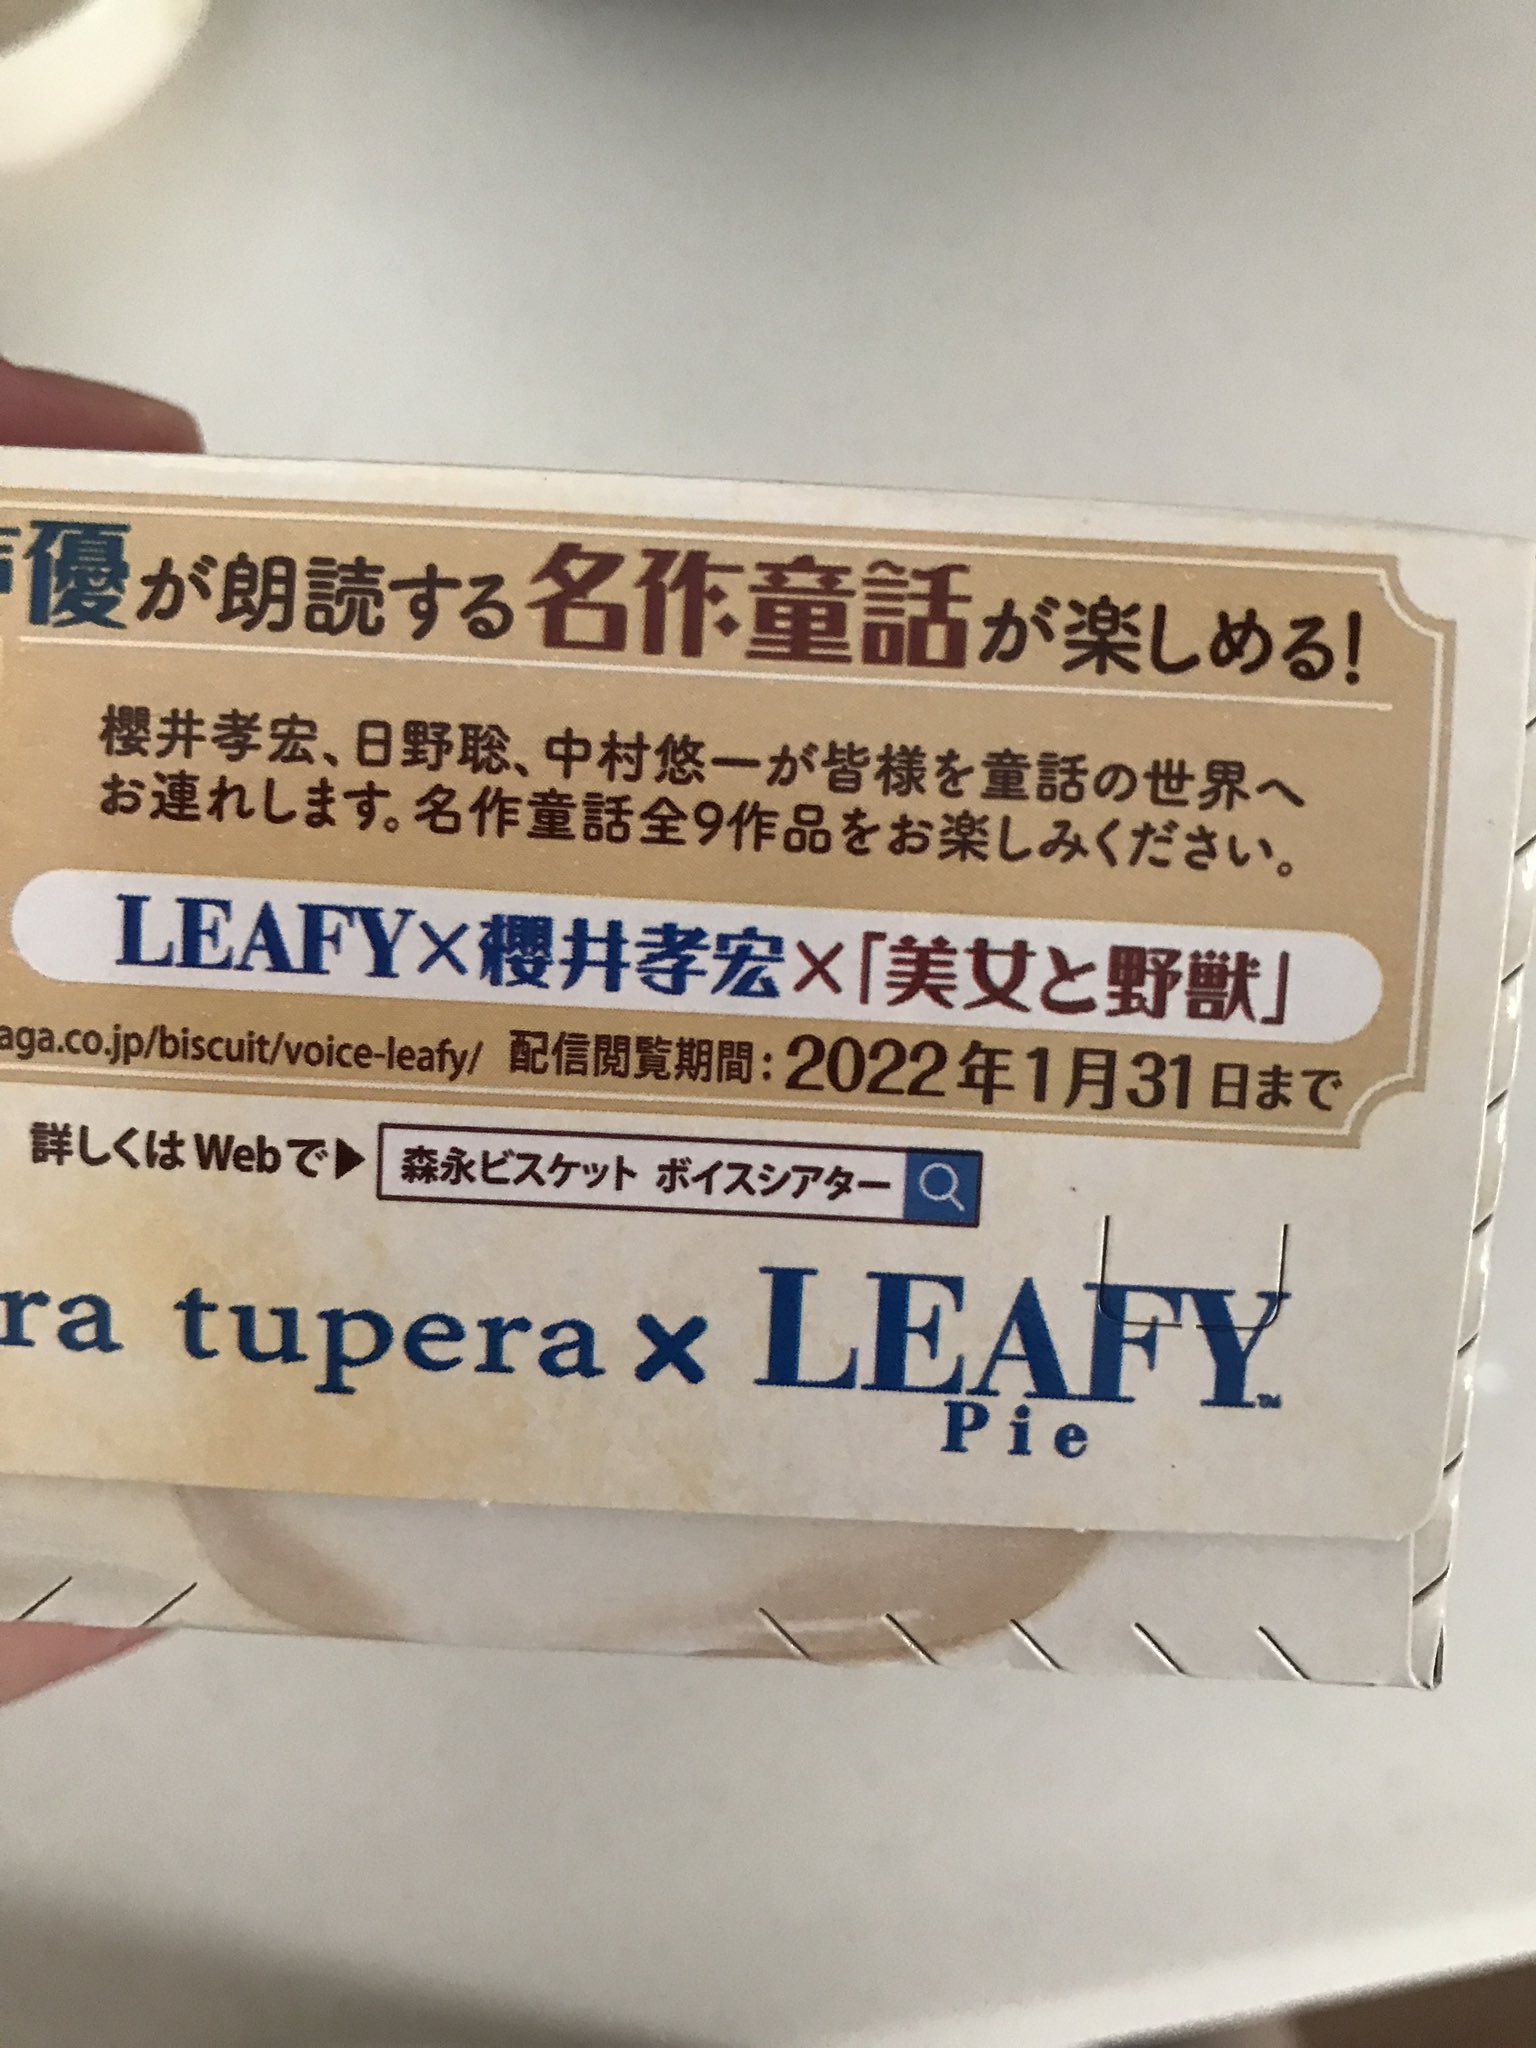 声優が朗読する名作童話が楽しめる!
櫻井孝宏、日野聡、中村悠一が皆様を童話の世界へ
お連れします。名作童話全9作品をお楽しみください。
LEAFY×櫻井孝宏×「美女と野獣」
aga.co.jp/biscuit/voice-leafy/ 配信閲覧期間:2022年1月31日まで
詳しくはWebで▶ 森永ビスケット ボイスシアター
ra tupera × LEAFY™
Pie